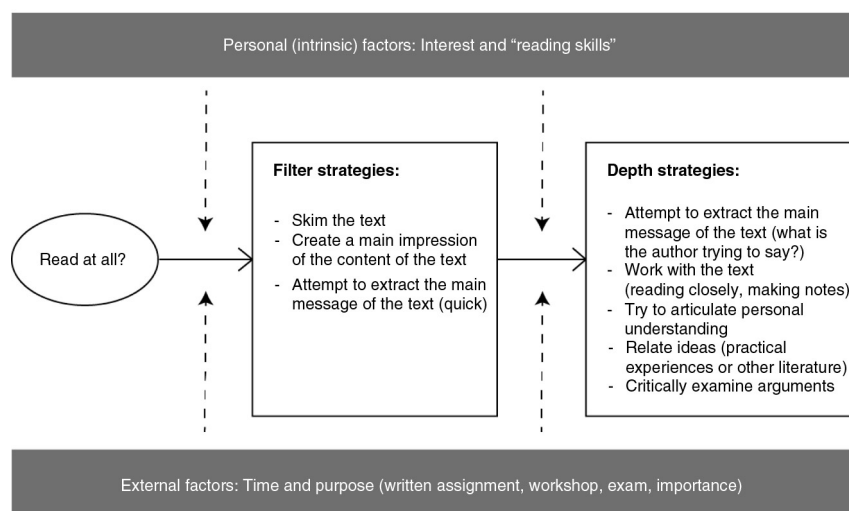 Personal (intrinsic) factors: Interest and “reading skills”
Read at all?
Filter strategies:
- Skim the text
- Create a main impression
of the content of the text
- Attempt to extract the main
message of the text (quick)
Depth strategies:
- Attempt to extract the main
message of the text (what is
the author trying to say?)
- Work with the text
(reading closely, making notes)
- Try to articulate personal
understanding
- Relate ideas (practical
experiences or other literature)
- Critically examine arguments
External factors: Time and purpose (written assignment, workshop, exam, importance)